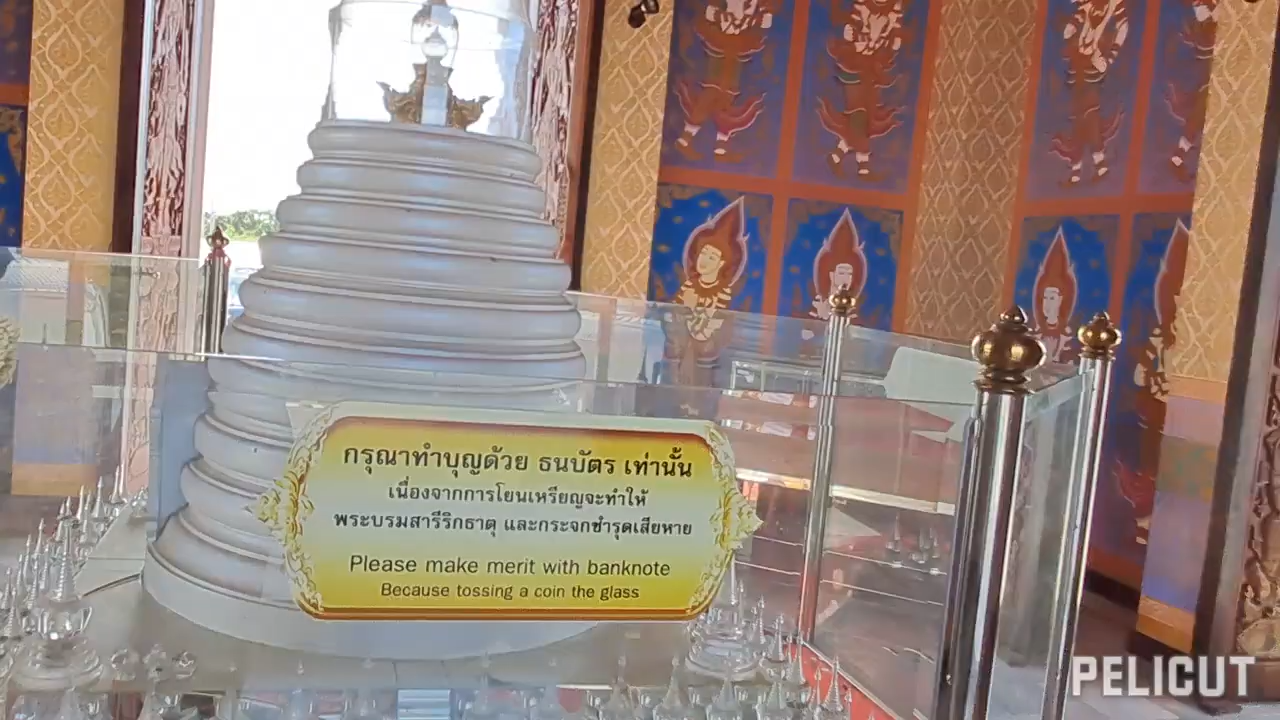 กรุณาทำบุญด้วย ธนบัตร เท่านั้น
เนื่องจากการโยนเหรียญจะทำให้
พระบรมสารีริกธาตุ และกระจกชำรุดเสียหาย
Please make merit with banknote
Because tossing a coin the glass
PELICUT